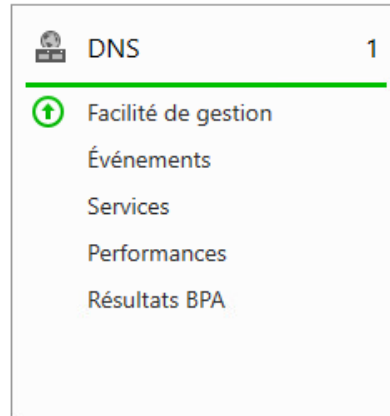 DNS 1
Facilité de gestion
Événements
Services
Performances
Résultats BPA